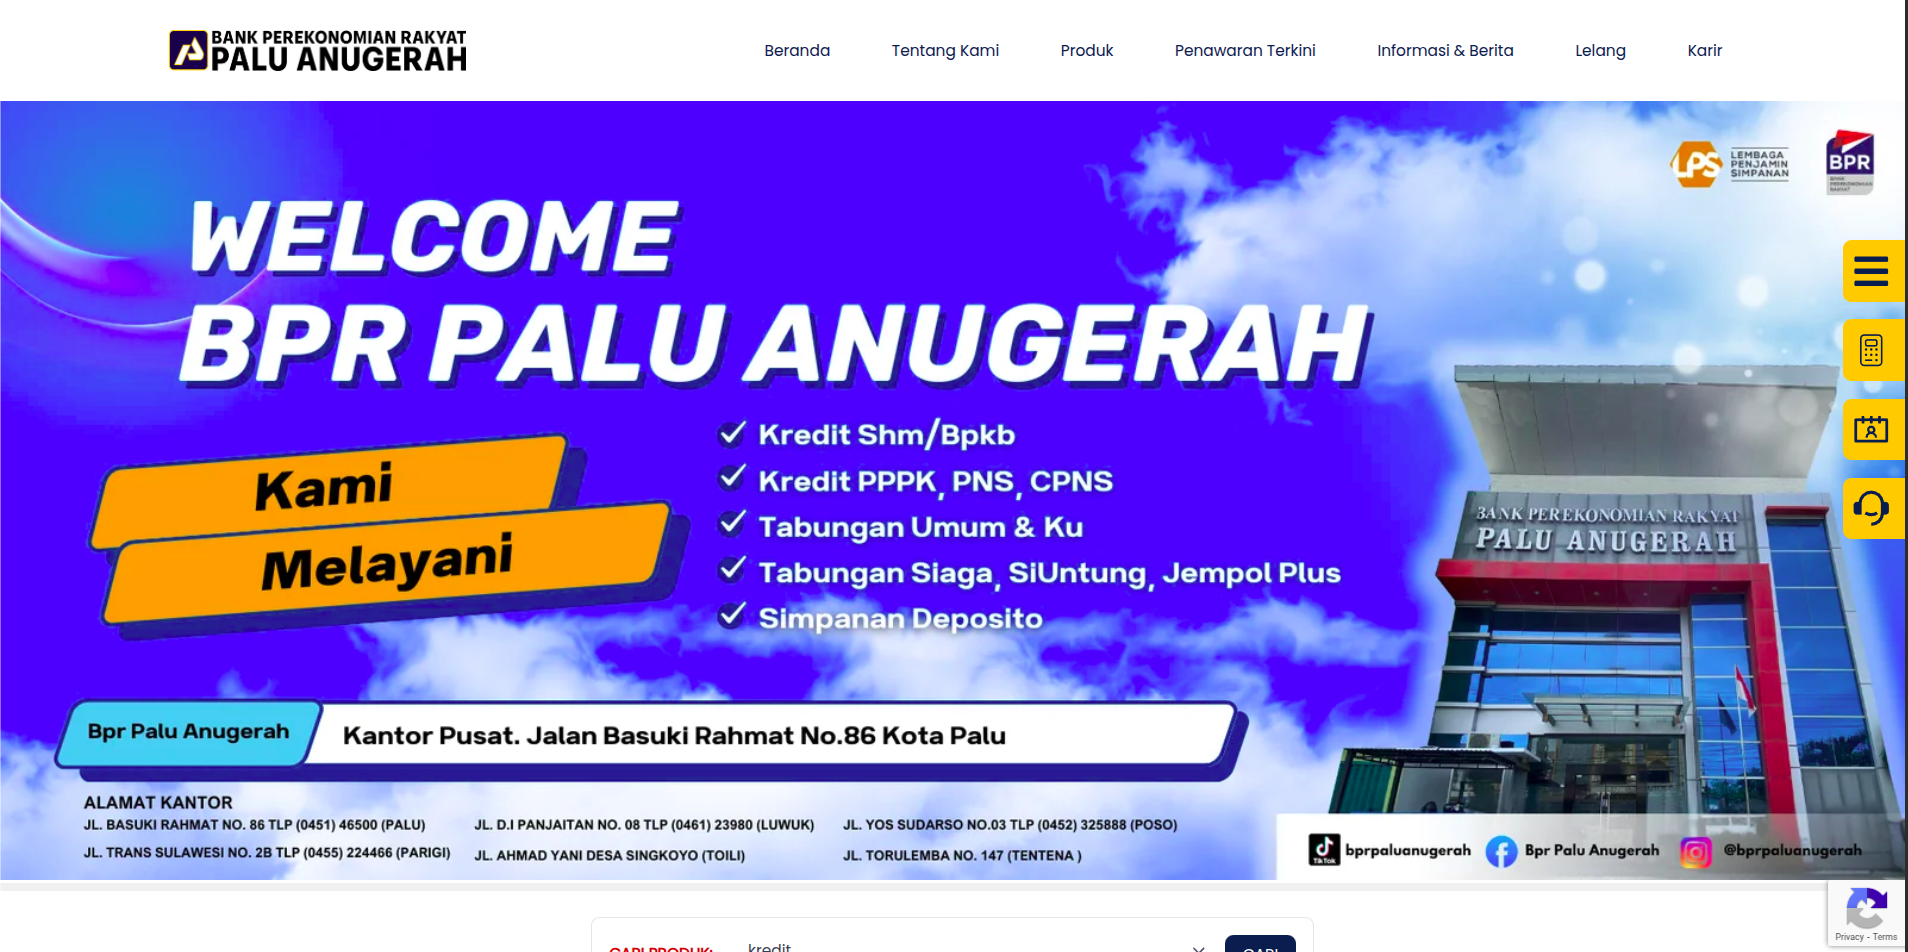 BANK PEREKONOMIAN RAKYAT
PALU ANUGERAH
Beranda
Tentang Kami
Produk
Penawaran Terkini
Informasi & Berita
Lelang
Karir
LPS
LEMBAGA
PENJAMIN
SIMPANAN
BPR
BANK
PEREKONOMIAN
RAKYAT
WELCOME
BPR PALU ANUGERAH
Kami
Melayani
Kredit Shm/Bpkb
Kredit PPPK, PNS, CPNS
Tabungan Umum & Ku
Tabungan Siaga, SiUntung, Jempol Plus
Simpanan Deposito
BANK PEREKONOMIAN RAKYAT
PALU ANUGERAH
Bpr Palu Anugerah
Kantor Pusat. Jalan Basuki Rahmat No.86 Kota Palu
ALAMAT KANTOR
JL. BASUKI RAHMAT NO. 86 TLP (0451) 46500 (PALU)
JL. TRANS SULAWESI NO. 2B TLP (0455) 224466 (PARIGI)
JL. D.I PANJAITAN NO. 08 TLP (0461) 23980 (LUWUK)
JL. AHMAD YANI DESA SINGKOYO (TOILI)
JL. YOS SUDARSO NO.03 TLP (0452) 325888 (POSO)
JL. TORULEMBA NO. 147 (TENTENA )
TikTok
bprpaluanugerah
Bpr Palu Anugerah
@bprpaluanugerah
Privacy - Terms
CARI PRODUK:
kredit
CARI